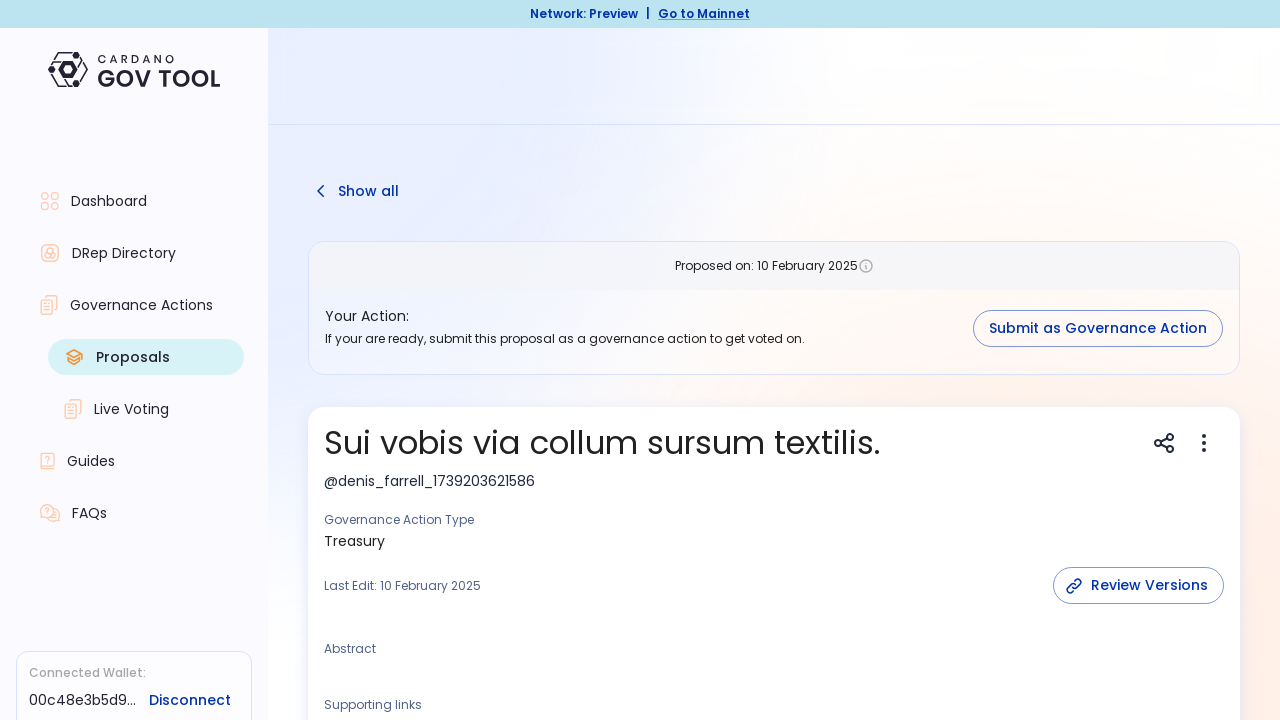 Network: Preview | Go to Mainnet
CARDANO
GOV TOOL
Dashboard
DRep Directory
Governance Actions
Proposals
Live Voting
Guides
FAQs
Connected Wallet:
00c48e3b5d9... Disconnect
Show all
Proposed on: 10 February 2025
Your Action:
If your are ready, submit this proposal as a governance action to get voted on.
Submit as Governance Action
Sui vobis via collum sursum textilis.
@denis_farrell_1739203621586
Governance Action Type
Treasury
Last Edit: 10 February 2025
Review Versions
Abstract
Supporting links